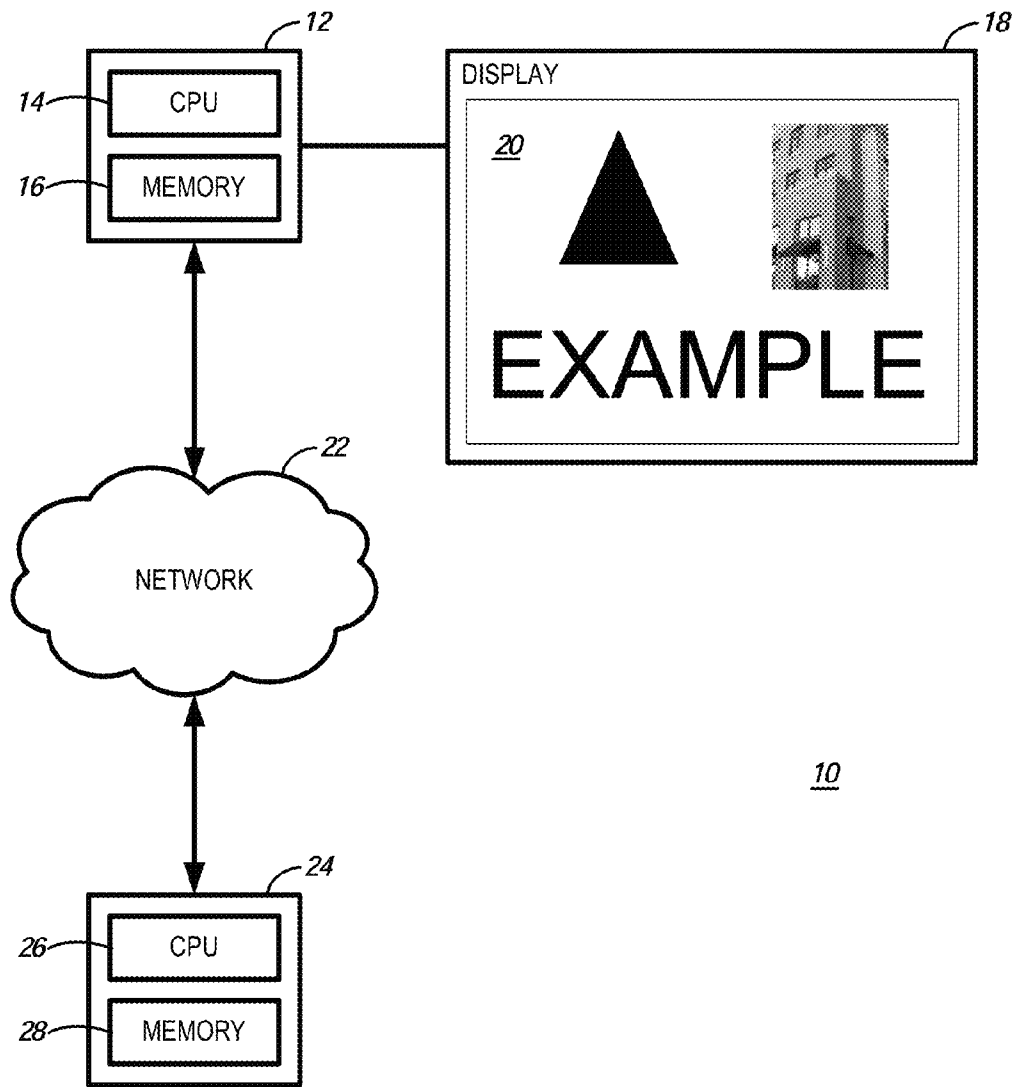 12
18
DISPLAY
14
CPU
20
16
MEMORY
EXAMPLE
22
NETWORK
10
24
26
CPU
28
MEMORY